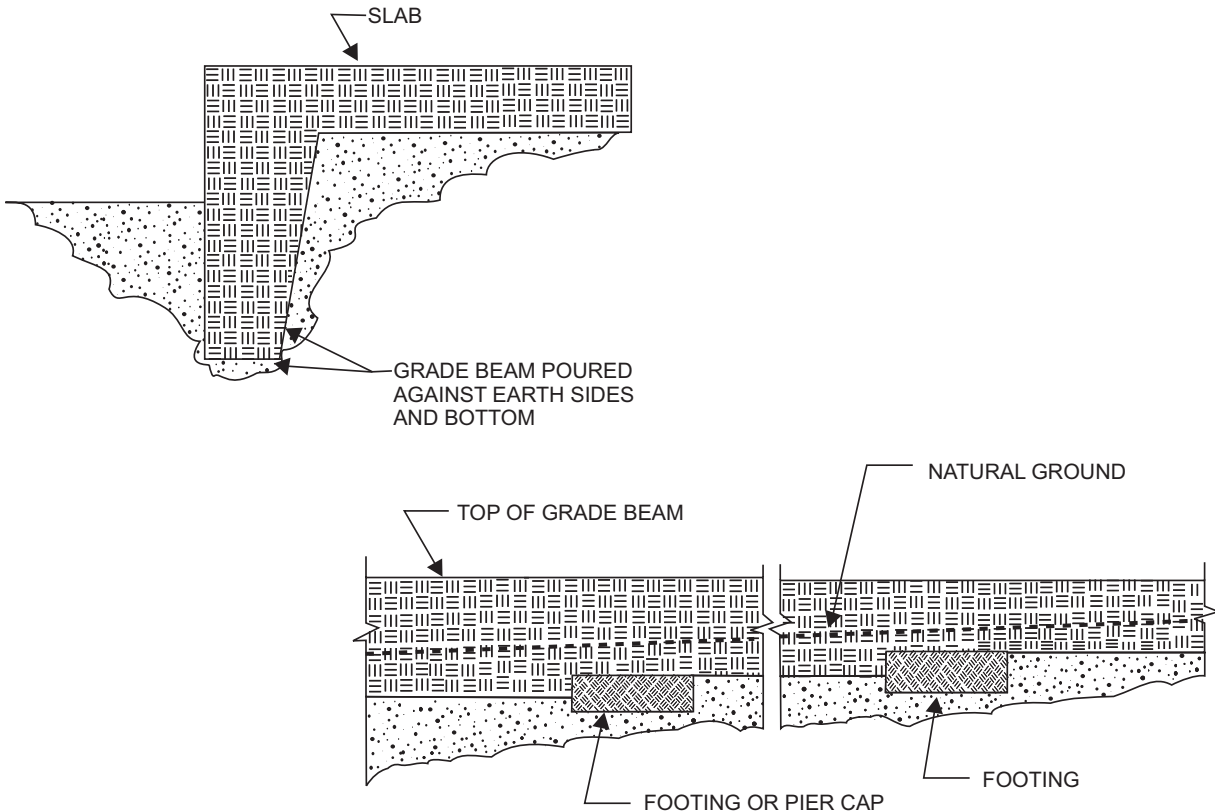 SLAB
GRADE BEAM POURED
AGAINST EARTH SIDES
AND BOTTOM
NATURAL GROUND
TOP OF GRADE BEAM
FOOTING
FOOTING OR PIER CAP